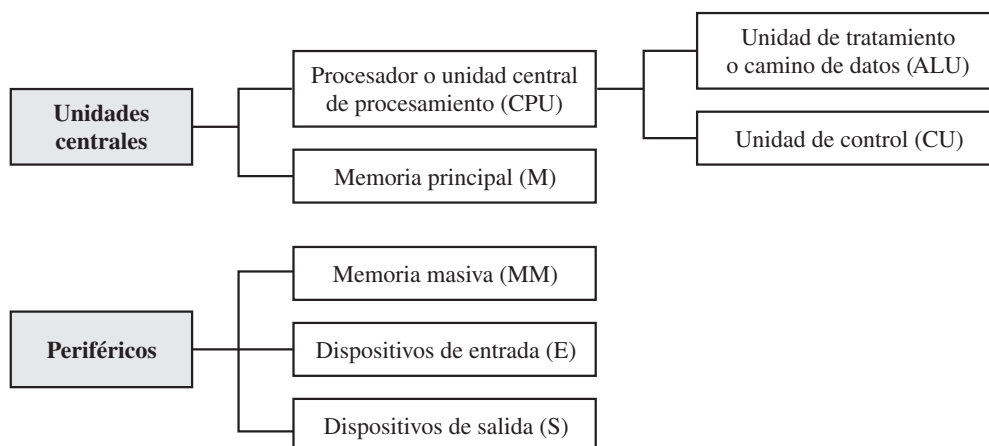 Unidades
centrales
Procesador o unidad central
de procesamiento (CPU)
Unidad de tratamiento
o camino de datos (ALU)
Unidad de control (CU)
Memoria principal (M)
Periféricos
Memoria masiva (MM)
Dispositivos de entrada (E)
Dispositivos de salida (S)